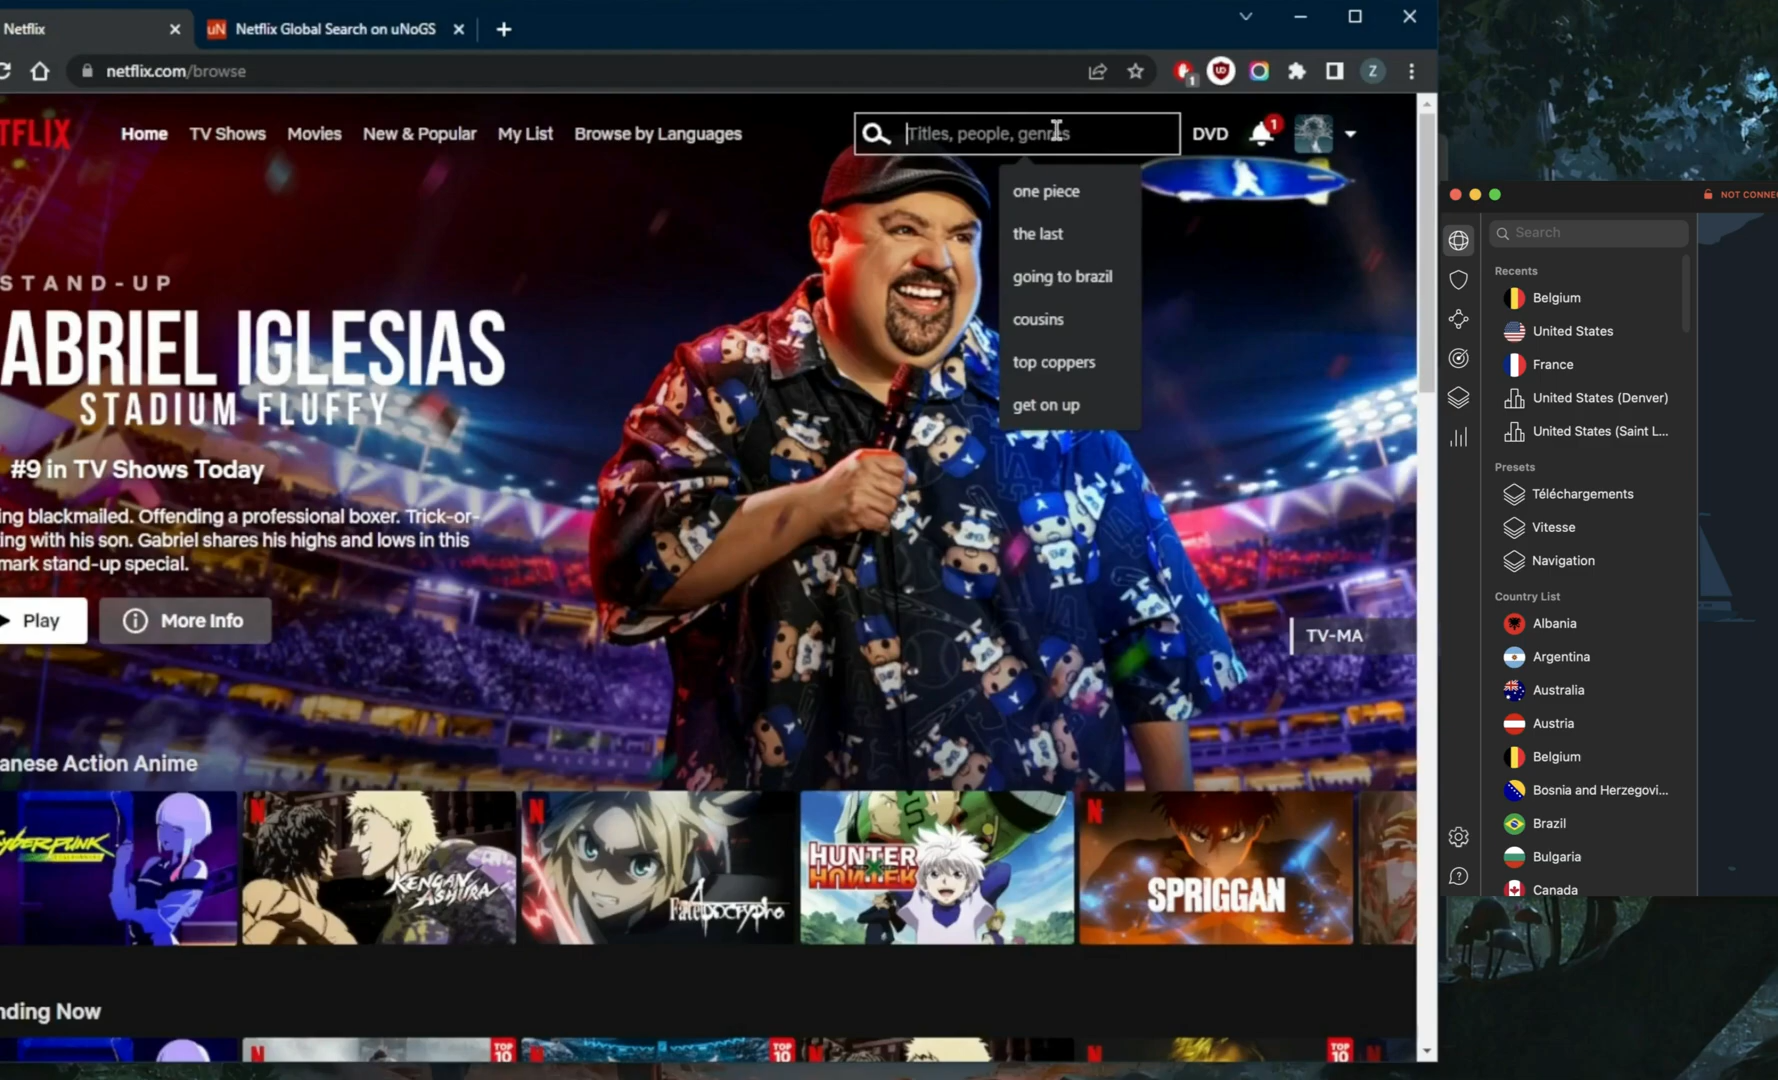 Netflix
uN Netflix Global Search on uNoGS
netflix.com/browse
1
Z
TFLIX
Home TV Shows Movies New & Popular My List Browse by Languages
Titles, people, genres
DVD
1
one piece
the last
going to brazil
cousins
top coppers
get on up
STAND-UP
ABRIEL IGLESIAS
STADIUM FLUFFY
#9 in TV Shows Today
ing blackmailed. Offending a professional boxer. Trick-or-
ing with his son. Gabriel shares his highs and lows in this
mark stand-up special.
Play
More Info
TV-MA
WELCOME
anese Action Anime
CYBERPUNK
N KENGAN ASHURA
N Fate/Apocrypha
N HUNTER
HUNTER
N SPRIGGAN
nding Now
N TOP
10
N TOP
10
N
N TOP
10
NOT CONNEC
Search
Recents
Belgium
United States
France
United States (Denver)
United States (Saint L...
Presets
Téléchargements
Vitesse
Navigation
Country List
Albania
Argentina
Australia
Austria
Belgium
Bosnia and Herzegovi...
Brazil
Bulgaria
Canada